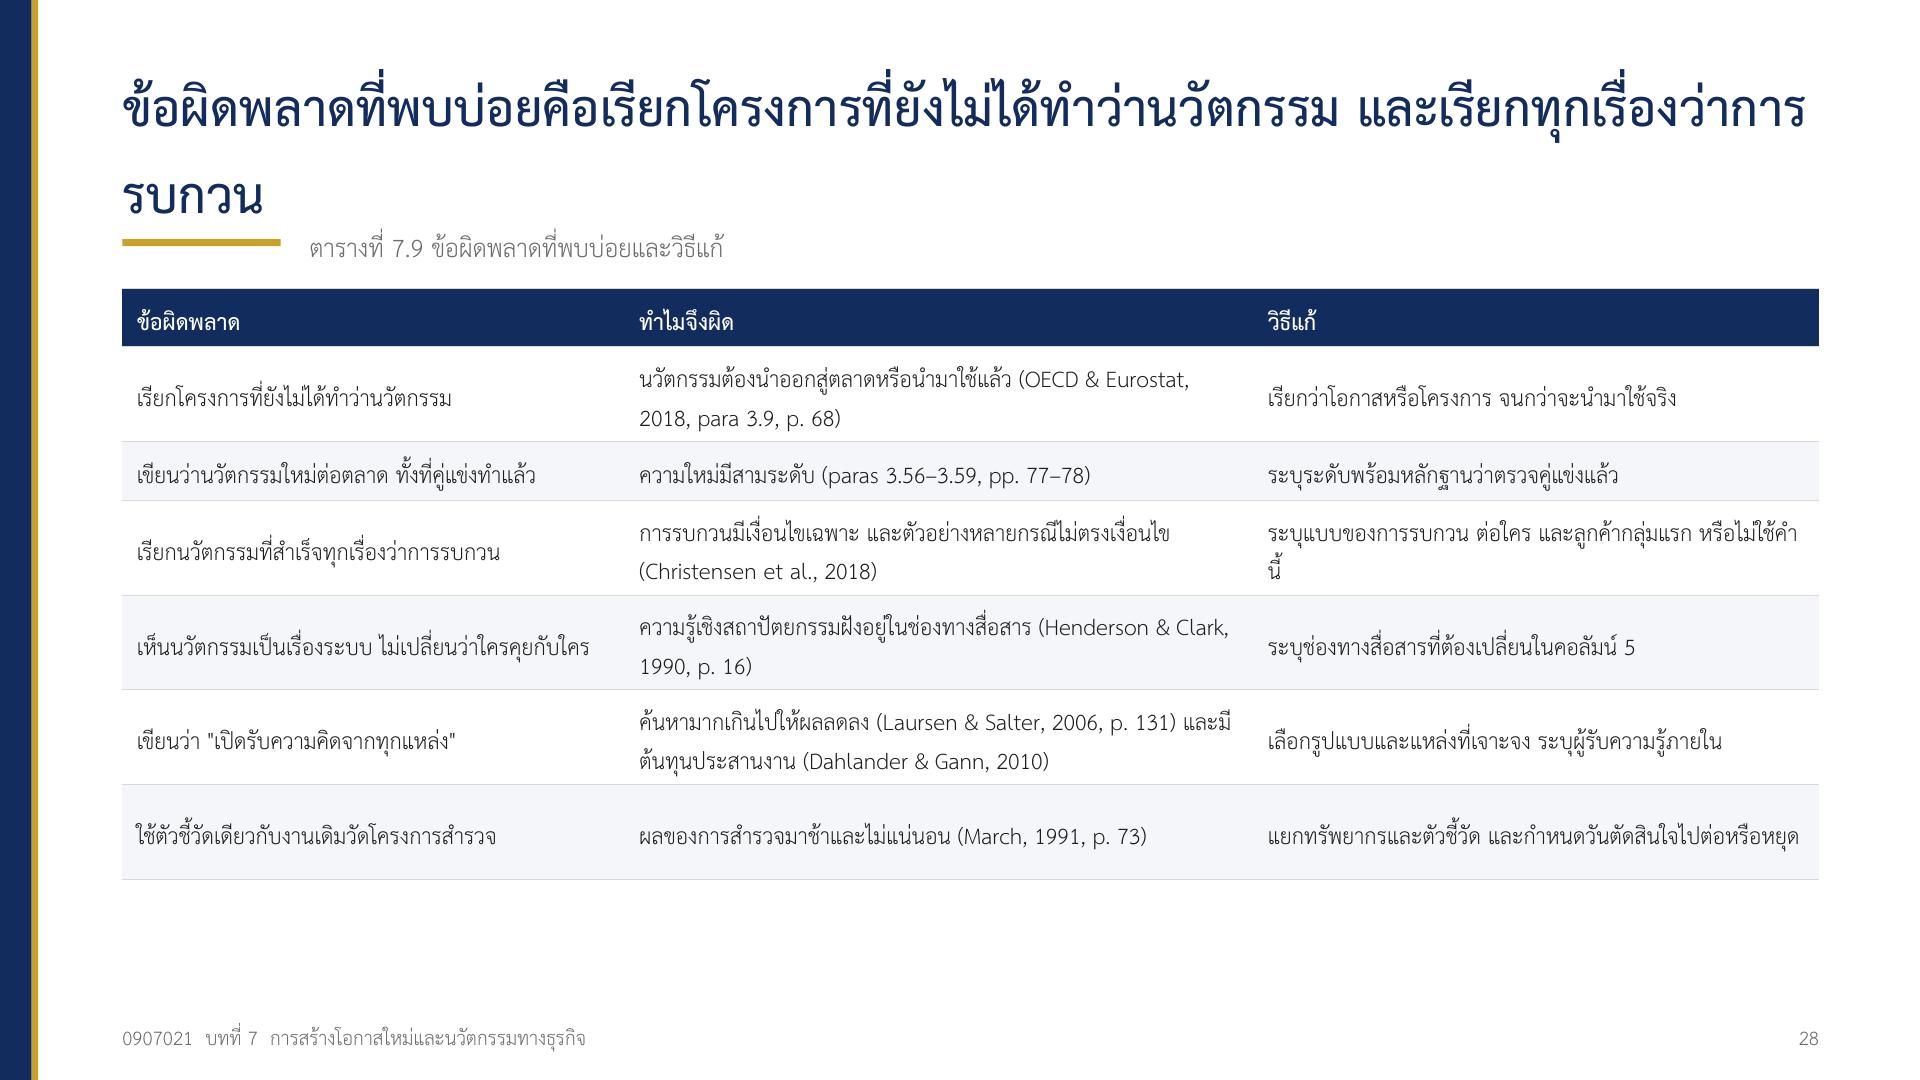 ข้อผิดพลาดที่พบบ่อยคือเรียกโครงการที่ยังไม่ได้ทำว่านวัตกรรม และเรียกทุกเรื่องว่าการ
รบกวน
ตารางที่ 7.9 ข้อผิดพลาดที่พบบ่อยและวิธีแก้
ข้อผิดพลาด
ทำไมจึงผิด
วิธีแก้
เรียกโครงการที่ยังไม่ได้ทำว่านวัตกรรม
นวัตกรรมต้องนำออกสู่ตลาดหรือนำมาใช้แล้ว (OECD & Eurostat,
2018, para 3.9, p. 68)
เรียกว่าโอกาสหรือโครงการ จนกว่าจะนำมาใช้จริง
เขียนว่านวัตกรรมใหม่ต่อตลาด ทั้งที่คู่แข่งทำแล้ว
ความใหม่มีสามระดับ (paras 3.56–3.59, pp. 77–78)
ระบุระดับพร้อมหลักฐานว่าตรวจคู่แข่งแล้ว
เรียกนวัตกรรมที่สำเร็จทุกเรื่องว่าการรบกวน
การรบกวนมีเงื่อนไขเฉพาะ และตัวอย่างหลายกรณีไม่ตรงเงื่อนไข
(Christensen et al., 2018)
ระบุแบบของการรบกวน ต่อใคร และลูกค้ากลุ่มแรก หรือไม่ใช้คำ
นี้
เห็นนวัตกรรมเป็นเรื่องระบบ ไม่เปลี่ยนว่าใครคุยกับใคร
ความรู้เชิงสถาปัตยกรรมฝังอยู่ในช่องทางสื่อสาร (Henderson & Clark,
1990, p. 16)
ระบุช่องทางสื่อสารที่ต้องเปลี่ยนในคอลัมน์ 5
เขียนว่า "เปิดรับความคิดจากทุกแหล่ง"
ค้นหามากเกินไปให้ผลลดลง (Laursen & Salter, 2006, p. 131) และมี
ต้นทุนประสานงาน (Dahlander & Gann, 2010)
เลือกรูปแบบและแหล่งที่เจาะจง ระบุผู้รับความรู้ภายใน
ใช้ตัวชี้วัดเดียวกับงานเดิมวัดโครงการสำรวจ
ผลของการสำรวจมาช้าและไม่แน่นอน (March, 1991, p. 73)
แยกทรัพยากรและตัวชี้วัด และกำหนดวันตัดสินใจไปต่อหรือหยุด
0907021 บทที่ 7 การสร้างโอกาสใหม่และนวัตกรรมทางธุรกิจ
28